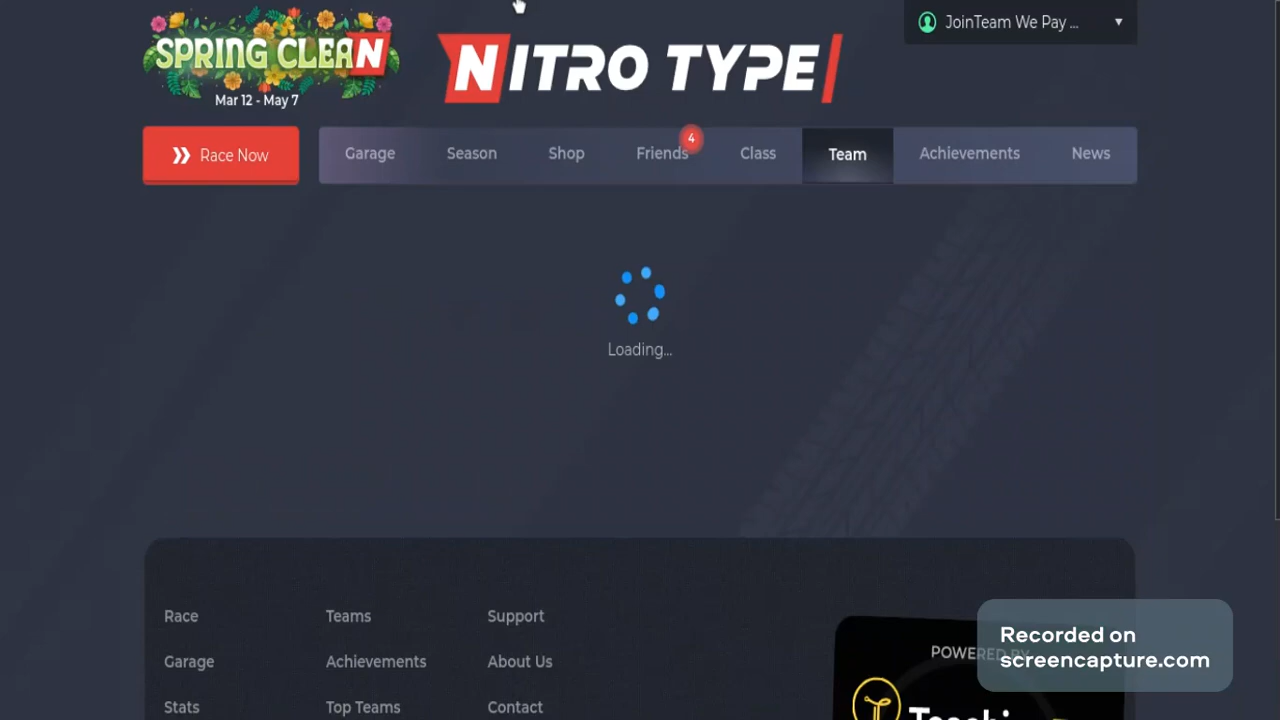 SPRING CLEAN
Mar 12 - May 7
NITRO TYPE
JoinTeam We Pay ...
Race Now
Garage
Season
Shop
Friends
4
Class
Team
Achievements
News
Loading...
Race
Teams
Support
Garage
Achievements
About Us
Stats
Top Teams
Contact
POWERED BY
Recorded on
screencapture.com